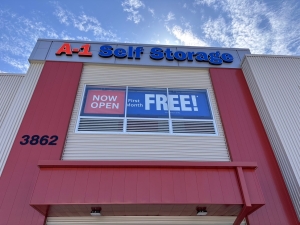 A-1 Self Storage
NOW
OPEN
First
Month
FREE!
3862